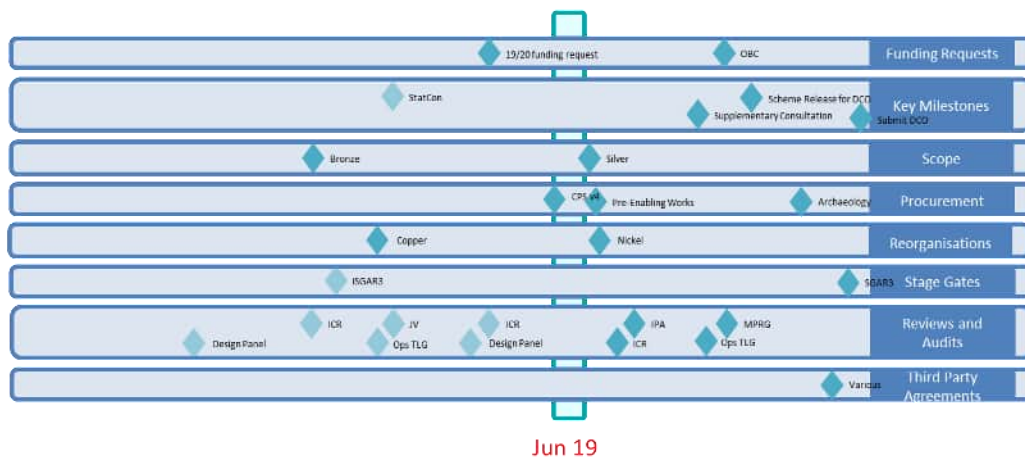 19/20 funding request
OBC
Funding Requests
StatCon
Scheme Release for DCO
Supplementary Consultation
Submit DCO
Key Milestones
Bronze
Silver
Scope
CPS v4
Pre-Enabling Works
Archaeology
Procurement
Copper
Nickel
Reorganisations
ISGAR3
SGAR3
Stage Gates
ICR
JV
ICR
IPA
MPRG
Design Panel
Ops TLG
Design Panel
ICR
Ops TLG
Reviews and
Audits
Various
Third Party
Agreements
Jun 19